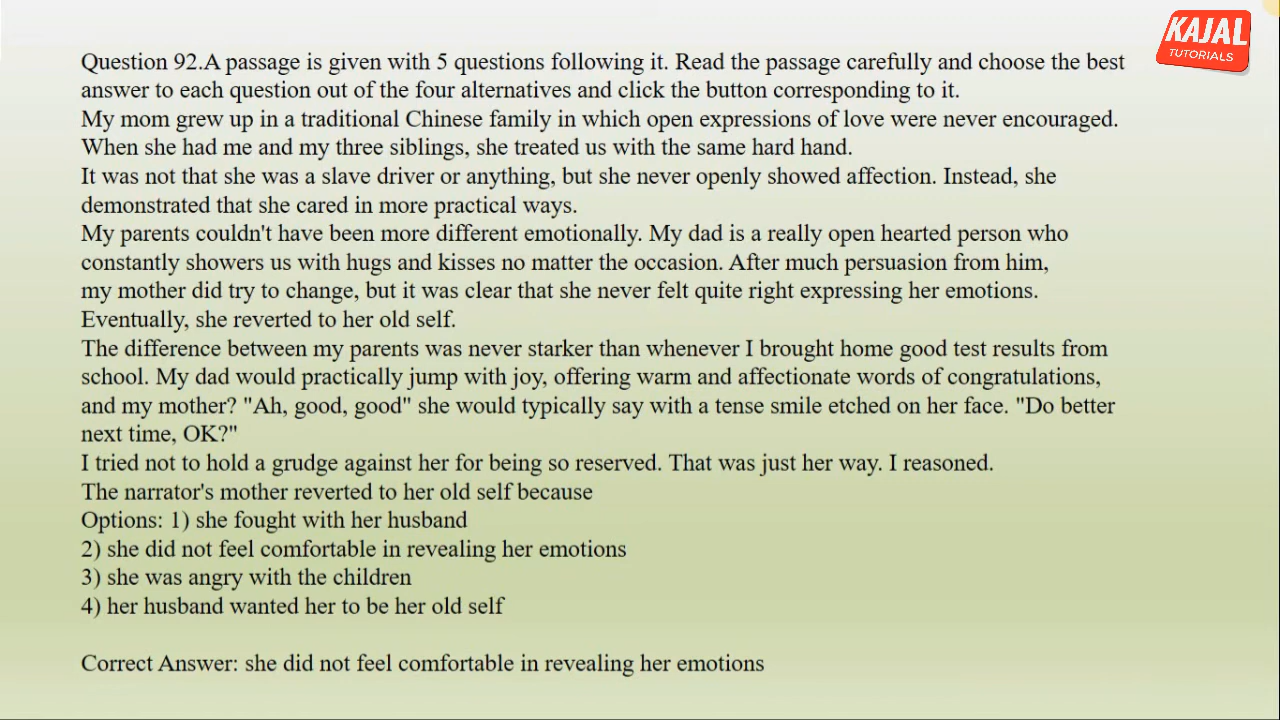 KAJAL
TUTORIALS
Question 92.A passage is given with 5 questions following it. Read the passage carefully and choose the best
answer to each question out of the four alternatives and click the button corresponding to it.
My mom grew up in a traditional Chinese family in which open expressions of love were never encouraged.
When she had me and my three siblings, she treated us with the same hard hand.
It was not that she was a slave driver or anything, but she never openly showed affection. Instead, she
demonstrated that she cared in more practical ways.
My parents couldn't have been more different emotionally. My dad is a really open hearted person who
constantly showers us with hugs and kisses no matter the occasion. After much persuasion from him,
my mother did try to change, but it was clear that she never felt quite right expressing her emotions.
Eventually, she reverted to her old self.
The difference between my parents was never starker than whenever I brought home good test results from
school. My dad would practically jump with joy, offering warm and affectionate words of congratulations,
and my mother? "Ah, good, good" she would typically say with a tense smile etched on her face. "Do better
next time, OK?"
I tried not to hold a grudge against her for being so reserved. That was just her way. I reasoned.
The narrator's mother reverted to her old self because
Options: 1) she fought with her husband
2) she did not feel comfortable in revealing her emotions
3) she was angry with the children
4) her husband wanted her to be her old self
Correct Answer: she did not feel comfortable in revealing her emotions